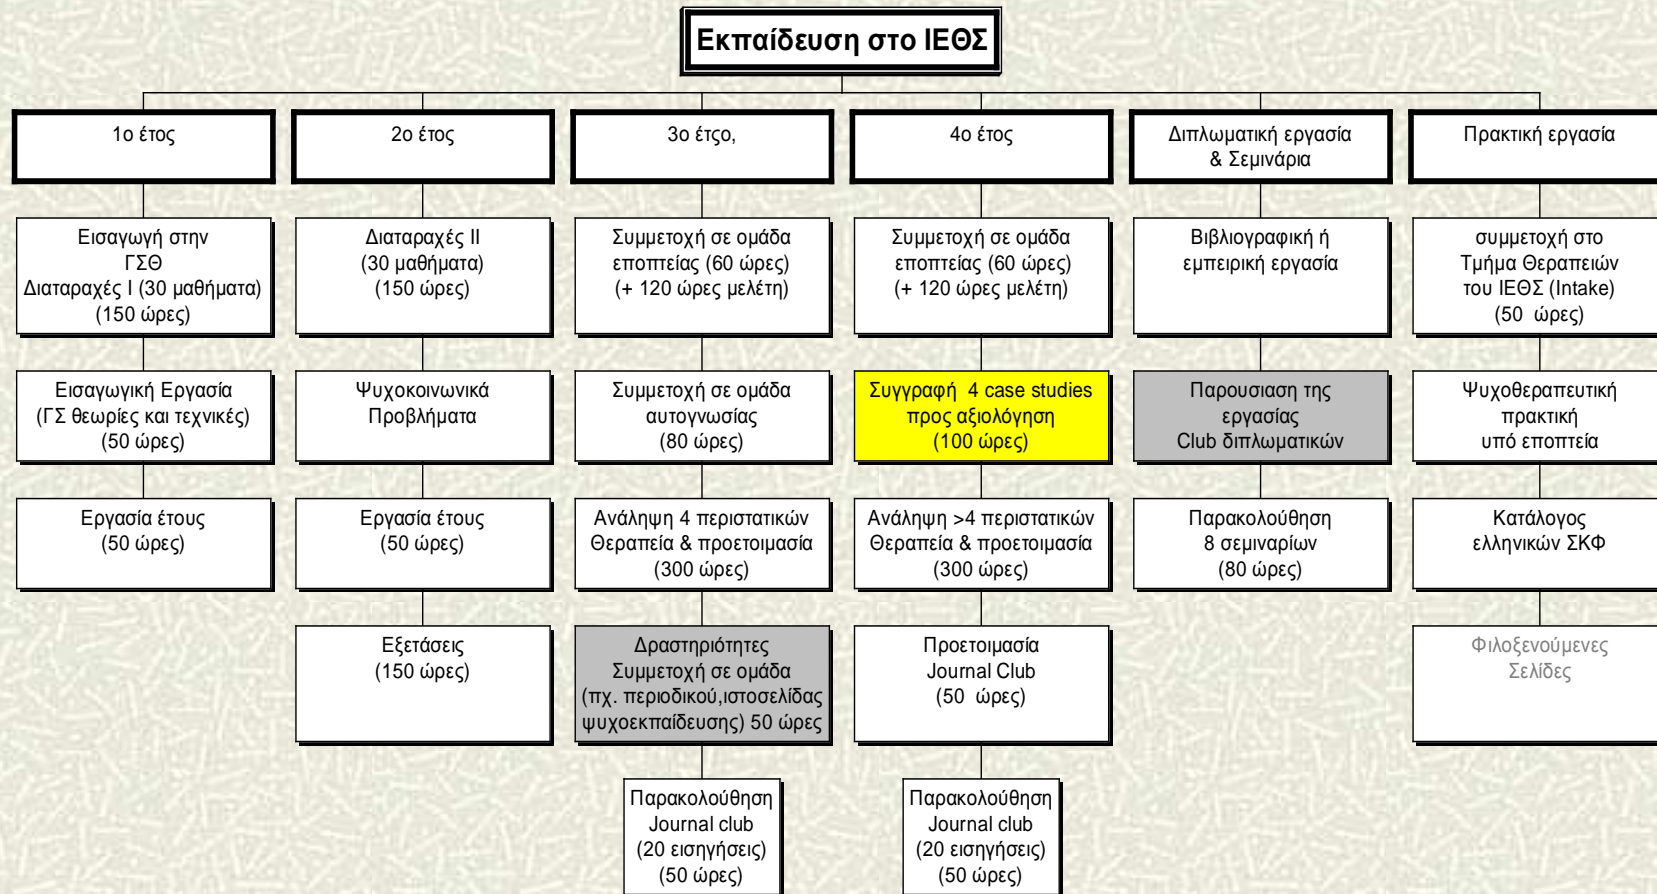 Εκπαίδευση στο ΙΕΘΣ
1ο έτος
Εισαγωγή στην
ΓΣΘ
Διαταραχές Ι (30 μαθήματα)
(150 ώρες)
Εισαγωγική Εργασία
(ΓΣ θεωρίες και τεχνικές)
(50 ώρες)
Εργασία έτους
(50 ώρες)
2ο έτος
Διαταραχές ΙΙ
(30 μαθήματα)
(150 ώρες)
Ψυχοκοινωνικά
Προβλήματα
Εργασία έτους
(50 ώρες)
Εξετάσεις
(150 ώρες)
3ο έτςο,
Συμμετοχή σε ομάδα
εποπτείας (60 ώρες)
(+ 120 ώρες μελέτη)
Συμμετοχή σε ομάδα
αυτογνωσίας
(80 ώρες)
Ανάληψη 4 περιστατικών
Θεραπεία & προετοιμασία
(300 ώρες)
Δραστηριότητες
Συμμετοχή σε ομάδα
(πχ. περιοδικού,ιστοσελίδας
ψυχοεκπαίδευσης) 50 ώρες
Παρακολούθηση
Journal club
(20 εισηγήσεις)
(50 ώρες)
4ο έτος
Συμμετοχή σε ομάδα
εποπτείας (60 ώρες)
(+ 120 ώρες μελέτη)
Συγγραφή 4 case studies
προς αξιολόγηση
(100 ώρες)
Ανάληψη >4 περιστατικών
Θεραπεία & προετοιμασία
(300 ώρες)
Προετοιμασία
Journal Club
(50 ώρες)
Παρακολούθηση
Journal club
(20 εισηγήσεις)
(50 ώρες)
Διπλωματική εργασία
& Σεμινάρια
Βιβλιογραφική ή
εμπειρική εργασία
Παρουσιαση της
εργασίας
Club διπλωματικών
Παρακολούθηση
8 σεμιναρίων
(80 ώρες)
Πρακτική εργασία
συμμετοχή στο
Τμήμα Θεραπειών
του ΙΕΘΣ (Intake)
(50 ώρες)
Ψυχοθεραπευτική
πρακτική
υπό εποπτεία
Κατάλογος
ελληνικών ΣΚΦ
Φιλοξενούμενες
Σελίδες